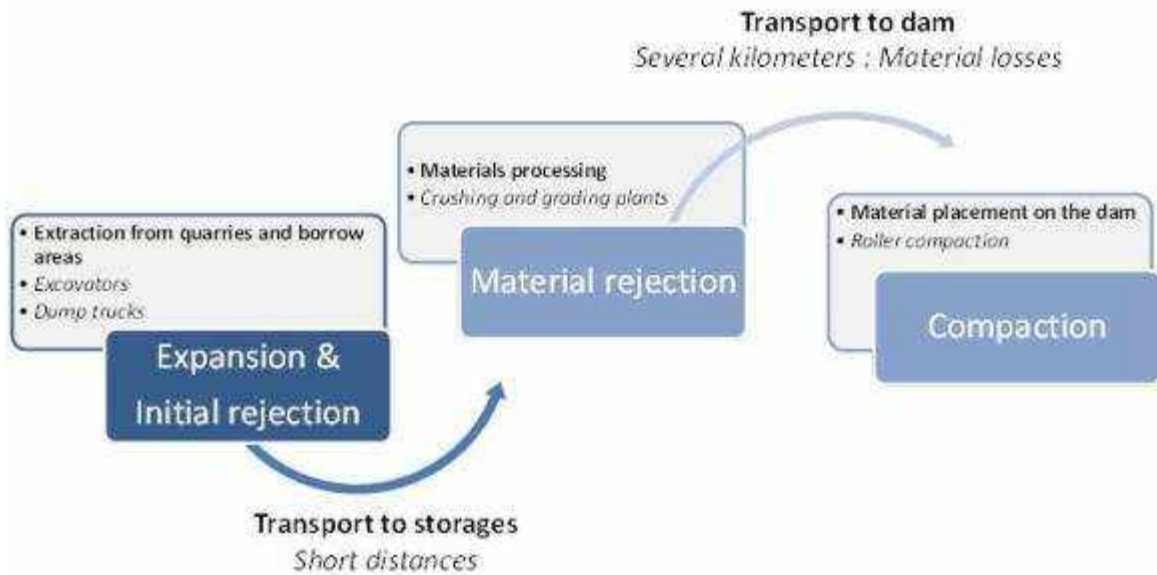 Transport to dam
Several kilometers : Material losses
• Materials processing
• Crushing and grading plants
Material rejection
• Extraction from quarries and borrow
areas
• Excavators
• Dump trucks
Expansion &
Initial rejection
• Material placement on the dam
• Roller compaction
Compaction
Transport to storages
Short distances